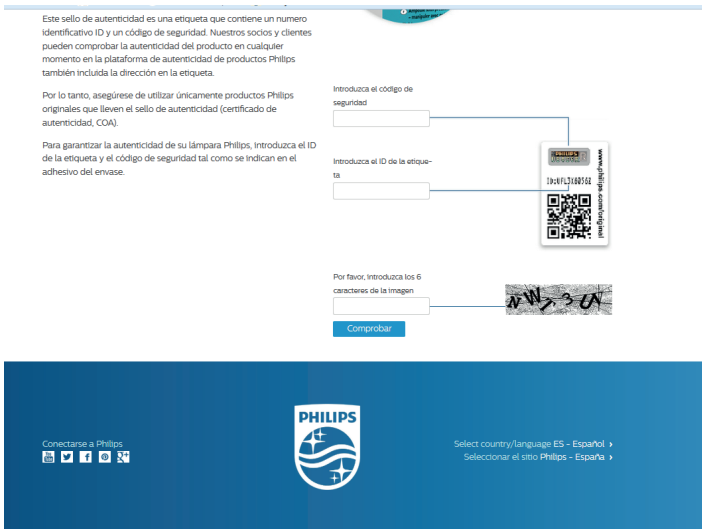 Este sello de autenticidad es una etiqueta que contiene un numero
identificativo ID y un código de seguridad. Nuestros socios y clientes
pueden comprobar la autenticidad del producto en cualquier
momento en la plataforma de autenticidad de productos Philips
también incluida la dirección en la etiqueta.
Por lo tanto, asegúrese de utilizar únicamente productos Philips
originales que lleven el sello de autenticidad (certificado de
autenticidad, COA).
Para garantizar la autenticidad de su lámpara Philips, introduzca el ID
de la etiqueta y el código de seguridad tal como se indican en el
adhesivo del envase.
Introduzca el código de
seguridad
Introduzca el ID de la etique-
ta
PHILIPS
www.philips.com/original
Por favor, introduzca los 6
caracteres de la imagen
Comprobar
Conectarse a Philips
PHILIPS
Select country/language ES - Español ›
Seleccionar el sitio Philips - España ›